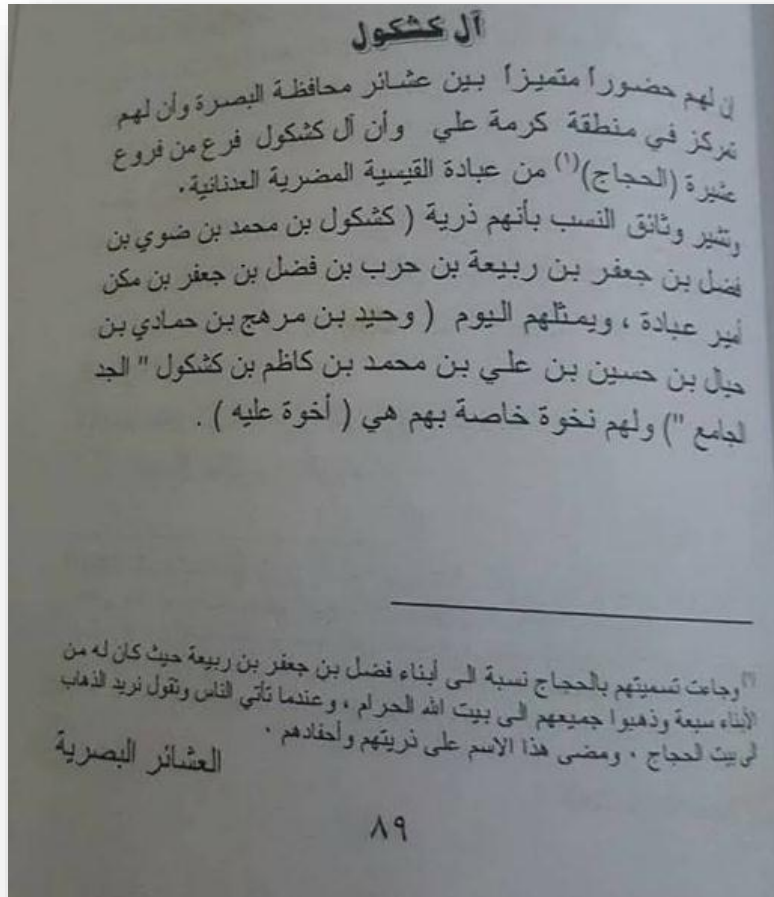 آل كشكول
إن لهم حضوراً متميزاً بين عشائر محافظة البصرة وأن لهم
تمركز في منطقة كرمة علي وأن آل كشكول فرع من فروع
عشيرة (الحجاج)(١) من عبادة القيسية المضرية العدنانية.
وتشير وثائق النسب بأنهم ذرية ( كشكول بن محمد بن ضوي بن
فضل بن جعفر بن ربيعة بن حرب بن فضل بن جعفر بن مكن
أمير عبادة ، ويمثلهم اليوم ( وحيد بن مرهج بن حمادي بن
حبال بن حسين بن علي بن محمد بن كاظم بن كشكول " الجد
الجامع ") ولهم نخوة خاصة بهم هي ( أخوة عليه ) .
(١) وجاءت تسميتهم بالحجاج نسبة الى أبناء فضل بن جعفر بن ربيعة حيث كان له من
الأبناء سبعة وذهبوا جميعهم الى بيت الله الحرام ، وعندما تأتي الناس وتقول نريد الذهاب
الى بيت الحجاج . ومضى هذا الاسم على ذريتهم وأحفادهم .
العشائر البصرية
٨٩